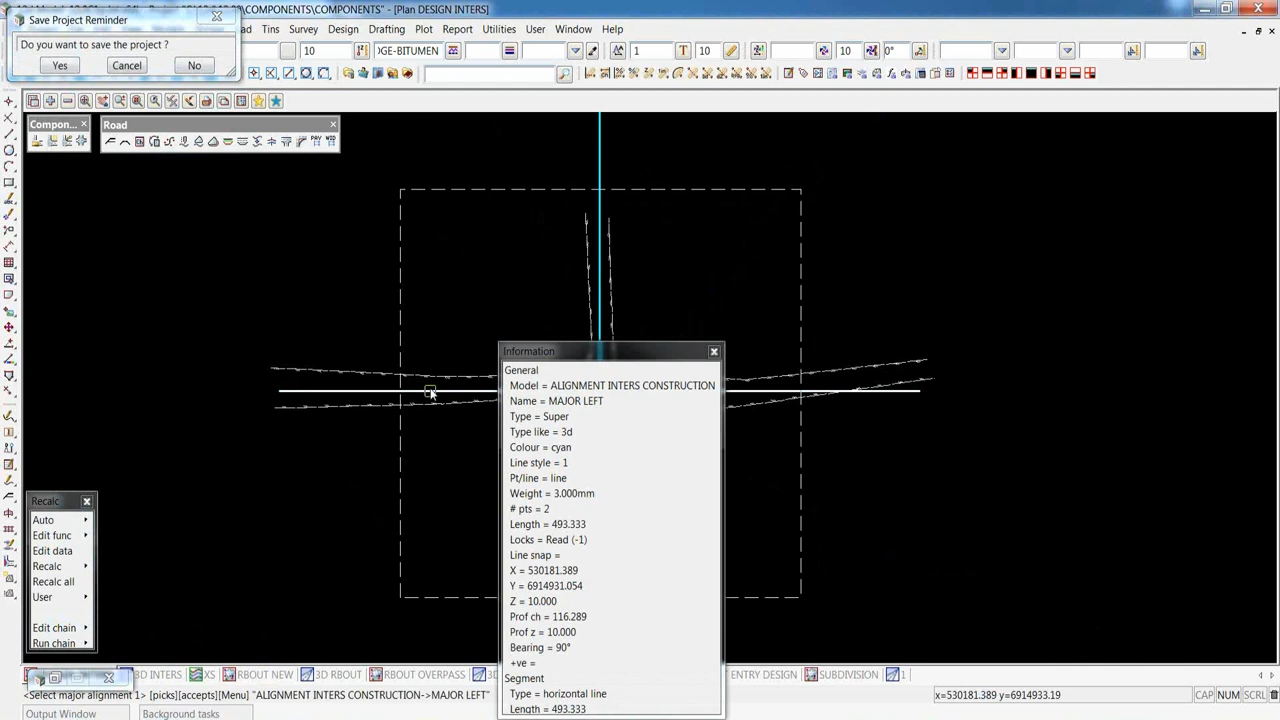 COMPONENTS\COMPONENTS" - [Plan DESIGN INTERS]
Save Project Reminder
Do you want to save the project ?
Yes
Cancel
No
Tins
Survey
Design
Drafting
Plot
Report
Utilities
User
Window
10
DGE-BITUMEN
1
10
10
0°
Compon...
Road
PAV
WID
Information
General
Model = ALIGNMENT INTERS CONSTRUCTION
Name = MAJOR LEFT
Type = Super
Type like = 3d
Colour = cyan
Line style = 1
Pt/line = line
Weight = 3.000mm
# pts = 2
Length = 493.333
Locks = Read (-1)
Line snap =
X = 530181.389
Y = 6914931.054
Z = 10.000
Prof ch = 116.289
Prof z = 10.000
Bearing = 90°
+ve =
Segment
Type = horizontal line
Length = 493.333
Recalc
Auto
Edit func
Edit data
Recalc
Recalc all
User
Edit chain
Run chain
3D INTERS
XS
RBOUT NEW
3D RBOUT
RBOUT OVERPASS
3D
ENTRY DESIGN
SUBDIVISION
1
<Select major alignment 1> [picks][accepts][Menu] "ALIGNMENT INTERS CONSTRUCTION->MAJOR LEFT"
x=530181.389 y=6914933.19
CAP
NUM
SCRL
Output Window
Background tasks